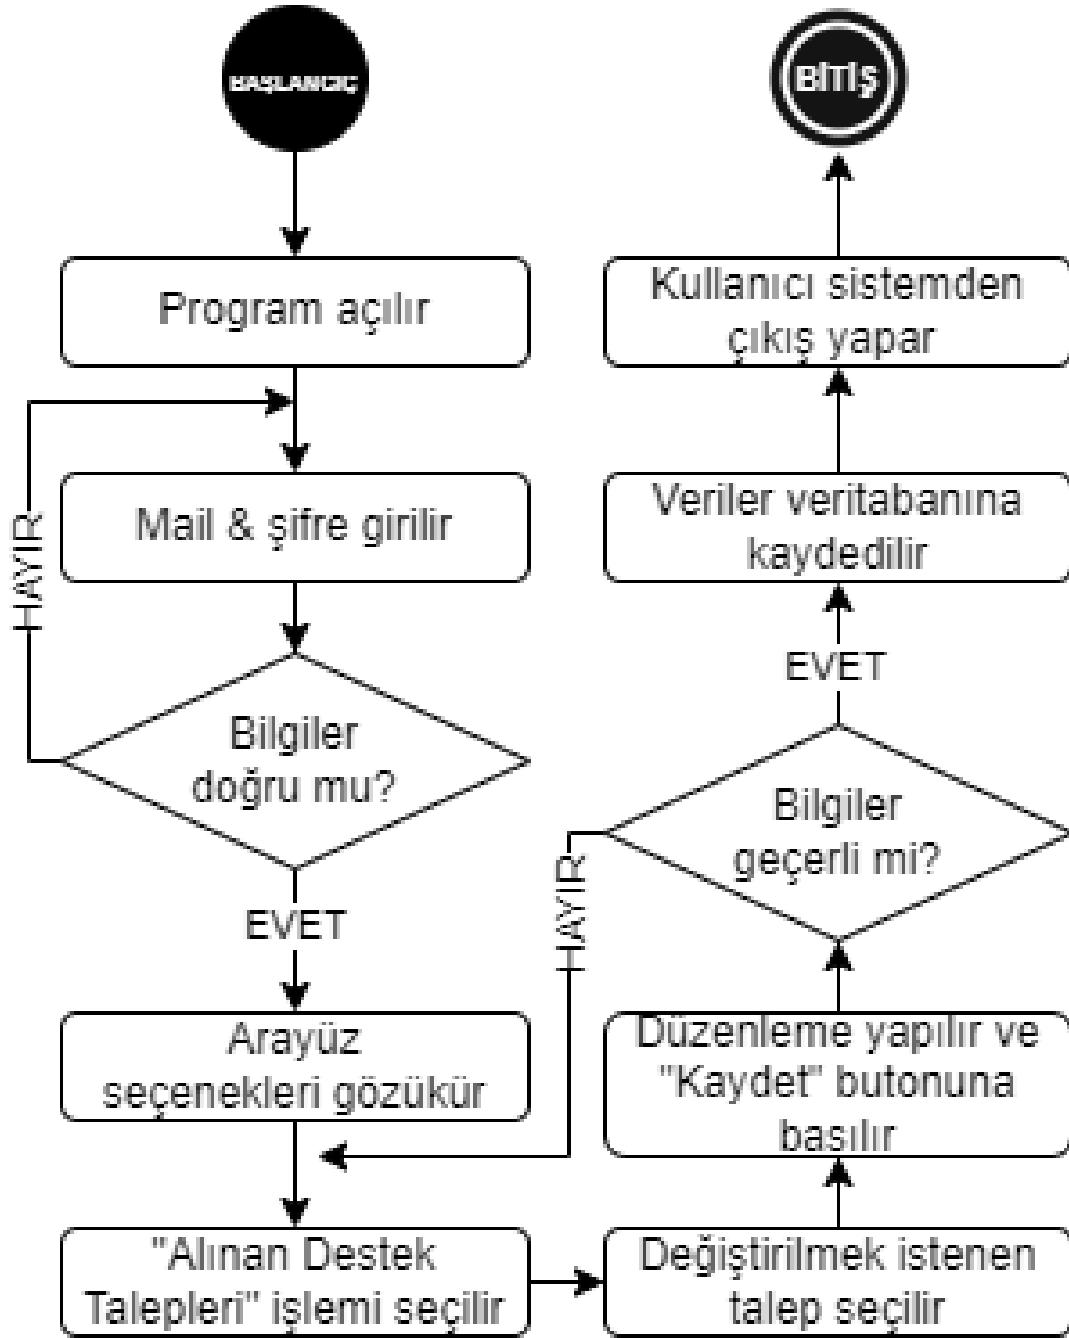 BAŞLANGIÇ
Program açılır
Mail & şifre girilir
HAYIR
Bilgiler
doğru mu?
EVET
Arayüz
seçenekleri gözükür
"Alınan Destek
Talepleri" işlemi seçilir
Değiştirilmek istenen
talep seçilir
Düzenleme yapılır ve
"Kaydet" butonuna
basılır
Bilgiler
geçerli mi?
HAYIR
EVET
Veriler veritabanına
kaydedilir
Kullanıcı sistemden
çıkış yapar
BİTİŞ